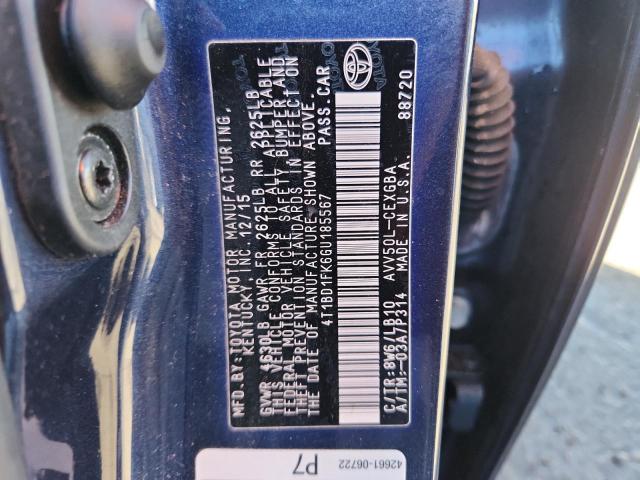 MFD.BY:TOYOTA MOTOR MANUFACTURING,
KENTUCKY, INC. 12/15
GVWR 4630LB GAWR FR 2625LB RR 2625LB
THIS VEHICLE CONFORMS TO ALL APPLICABLE
FEDERAL MOTOR VEHICLE SAFETY, BUMPER, AND
THEFT PREVENTION STANDARDS IN EFFECT ON
THE DATE OF MANUFACTURE SHOWN ABOVE.
4T1BD1FK6GU185567 PASS.CAR
C/TR:8W6/LB10 AVV50L-CEXGBA
A/TM:-03A/P314 MADE IN U.S.A. 88720
TOYOTA
TOYOTA
TOYOTA
P7
42661-06722